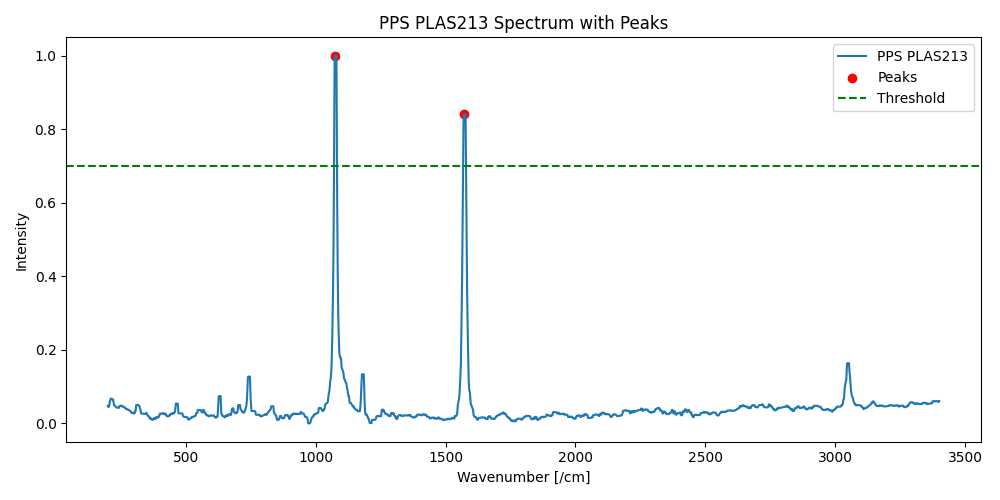 PPS PLAS213 Spectrum with Peaks
PPS PLAS213
Peaks
Threshold
Intensity
1.0
0.8
0.6
0.4
0.2
0.0
500 1000 1500 2000 2500 3000 3500
Wavenumber [/cm]